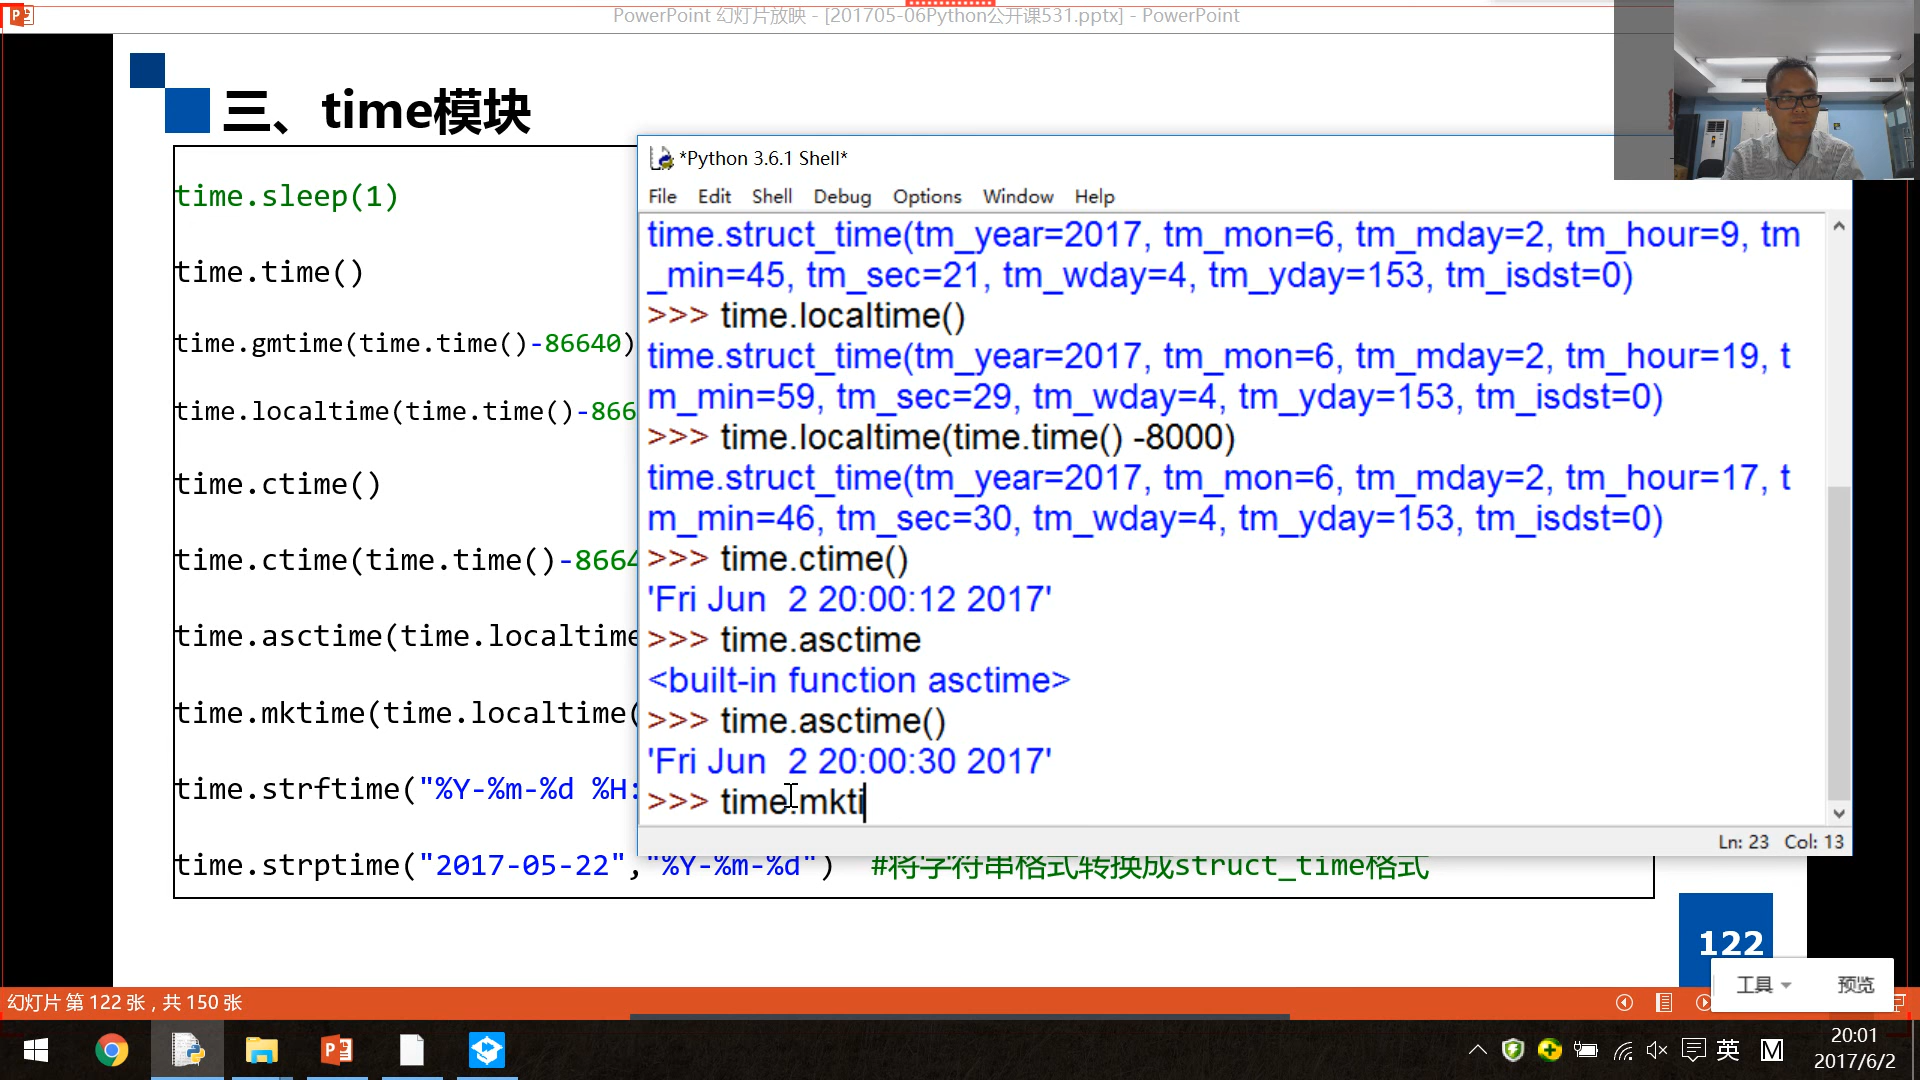 PowerPoint 幻灯片放映 - [201705-06Python公开课531.pptx] - PowerPoint
三、time模块
time.sleep(1)
time.time()
time.gmtime(time.time()-86640)
time.localtime(time.time()-866
time.ctime()
time.ctime(time.time()-8664
time.asctime(time.localtime
time.mktime(time.localtime(
time.strftime("%Y-%m-%d %H:
time.strptime("2017-05-22","%Y-%m-%d") #将字符串格式转换成struct_time格式
*Python 3.6.1 Shell*
File Edit Shell Debug Options Window Help
time.struct_time(tm_year=2017, tm_mon=6, tm_mday=2, tm_hour=9, tm
_min=45, tm_sec=21, tm_wday=4, tm_yday=153, tm_isdst=0)
>>> time.localtime()
time.struct_time(tm_year=2017, tm_mon=6, tm_mday=2, tm_hour=19, t
m_min=59, tm_sec=29, tm_wday=4, tm_yday=153, tm_isdst=0)
>>> time.localtime(time.time() -8000)
time.struct_time(tm_year=2017, tm_mon=6, tm_mday=2, tm_hour=17, t
m_min=46, tm_sec=30, tm_wday=4, tm_yday=153, tm_isdst=0)
>>> time.ctime()
'Fri Jun  2 20:00:12 2017'
>>> time.asctime
<built-in function asctime>
>>> time.asctime()
'Fri Jun  2 20:00:30 2017'
>>> time.mkti
Ln: 23 Col: 13
122
工具 预览
幻灯片 第 122 张，共 150 张
英
20:01
2017/6/2